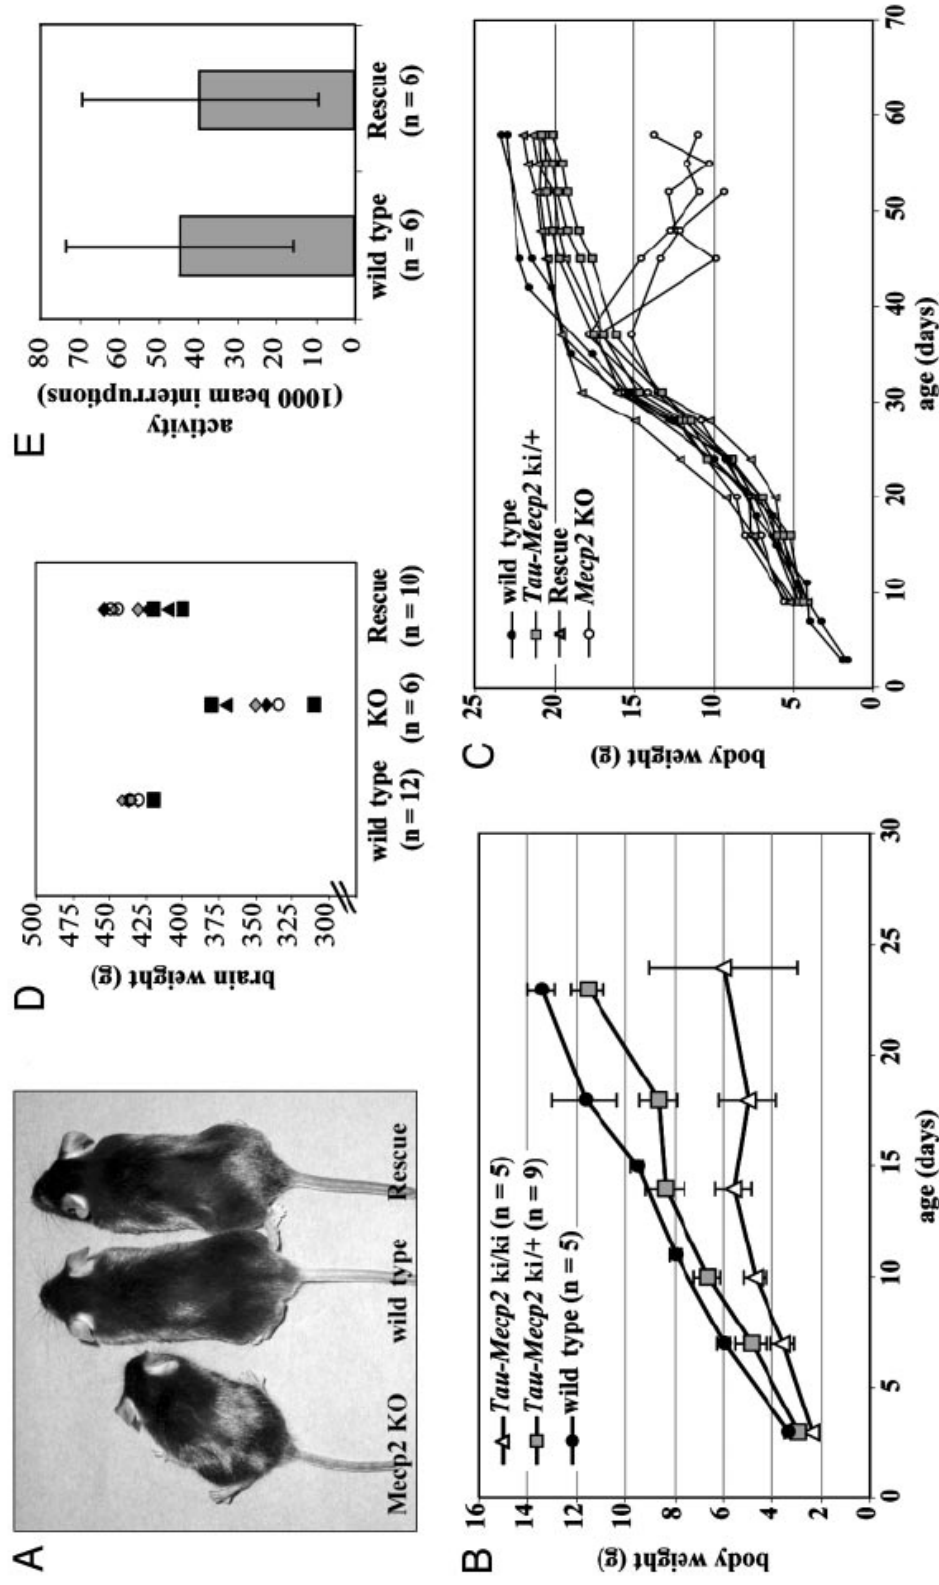 A
Mecp2 KO
wild type
Rescue
D
brain weight (g)
500
475
450
425
400
375
350
325
300
wild type
(n = 12)
KO
(n = 6)
Rescue
(n = 10)
E
activity
(1000 beam interruptions)
80
70
60
50
40
30
20
10
0
wild type
(n = 6)
Rescue
(n = 6)
B
body weight (g)
16
14
12
10
8
6
4
2
0
Tau-Mecp2 ki/ki (n = 5)
Tau-Mecp2 ki/+ (n = 9)
wild type (n = 5)
0 5 10 15 20 25 30
age (days)
C
body weight (g)
25
20
15
10
5
0
wild type
Tau-Mecp2 ki/+
Rescue
Mecp2 KO
0 10 20 30 40 50 60 70
age (days)